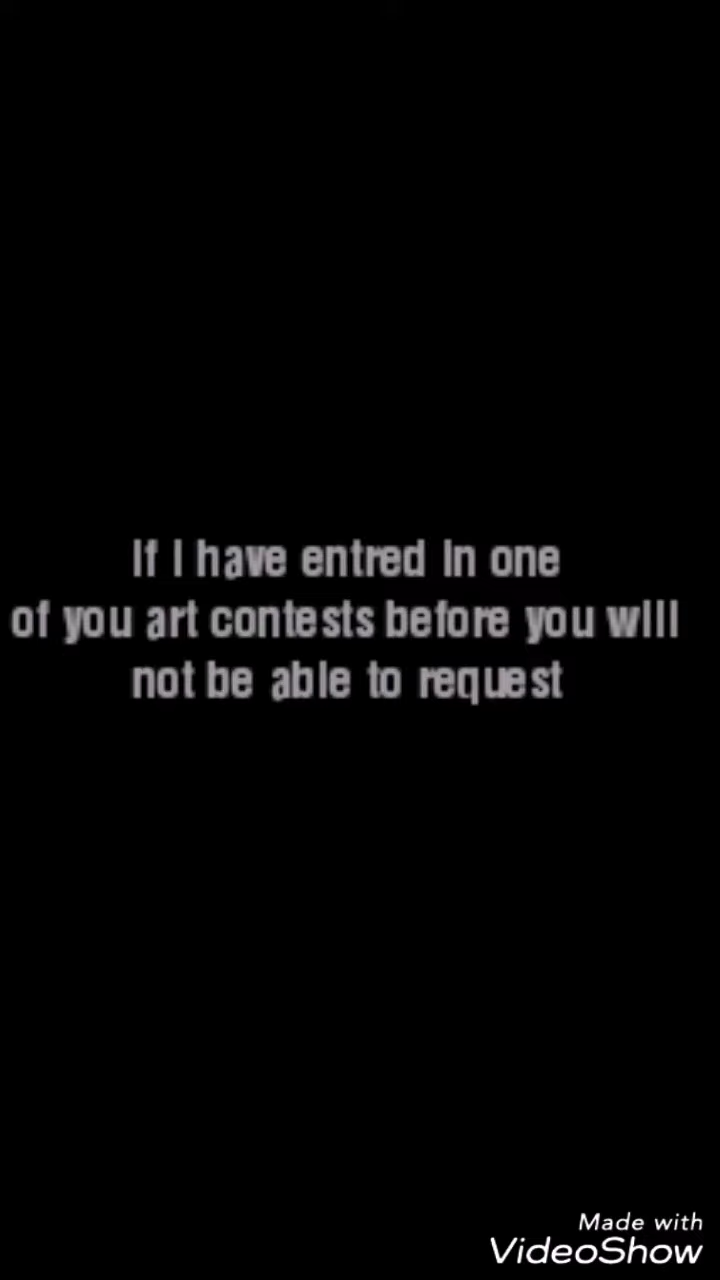 If I have entred in one
of you art contests before you will
not be able to request
Made with
VideoShow